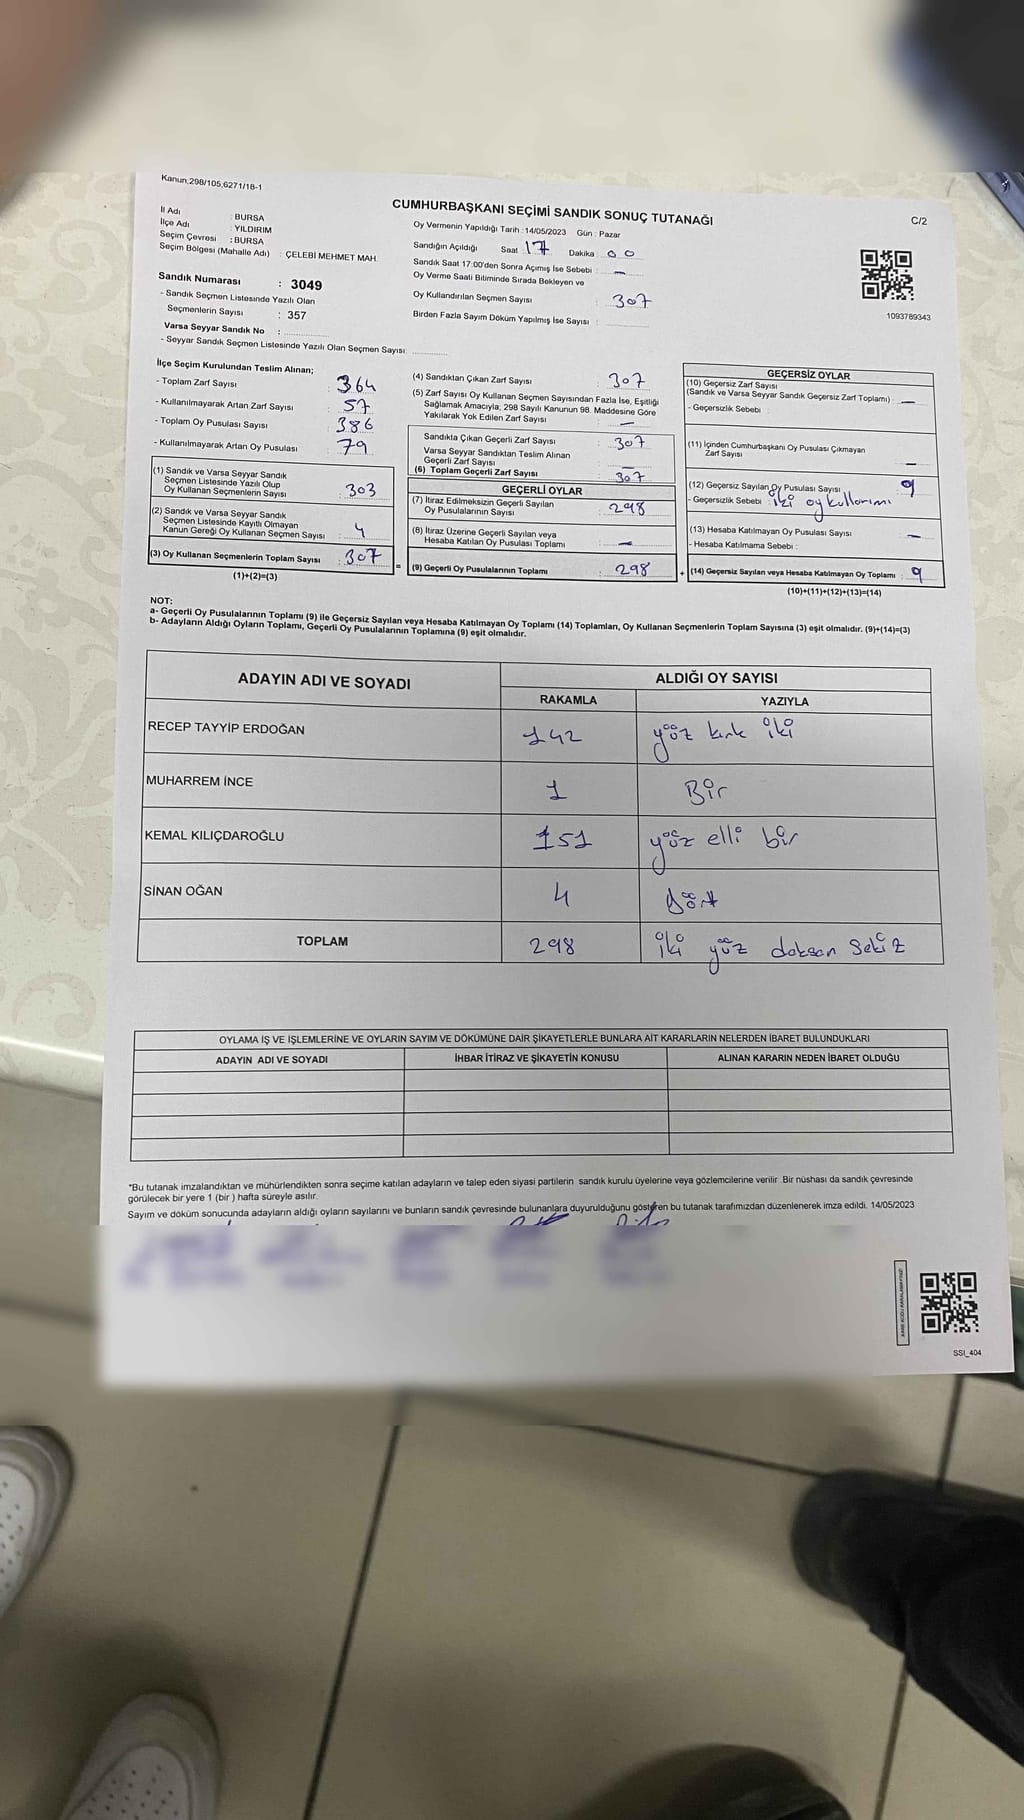 Kanun,298/105,6271/18-1
CUMHURBAŞKANI SEÇİMİ SANDIK SONUÇ TUTANAĞI
C/2
İl Adı : BURSA
İlçe Adı : YILDIRIM
Seçim Çevresi : BURSA
Seçim Bölgesi (Mahalle Adı) : ÇELEBİ MEHMET MAH.
Sandık Numarası : 3049
- Sandık Seçmen Listesinde Yazılı Olan
Seçmenlerin Sayısı : 357
Varsa Seyyar Sandık No :
- Seyyar Sandık Seçmen Listesinde Yazılı Olan Seçmen Sayısı:
Oy Vermenin Yapıldığı Tarih : 14/05/2023 Gün : Pazar
Sandığın Açıldığı Saat 17 Dakika 00
Sandık Saat 17:00'den Sonra Açmış İse Sebebi : —
Oy Verme Saati Bitiminde Sırada Bekleyen ve
Oy Kullandırılan Seçmen Sayısı : 307
Birden Fazla Sayım Döküm Yapılmış İse Sayısı :
1093789343
İlçe Seçim Kurulundan Teslim Alınan;
- Toplam Zarf Sayısı : 364
- Kullanılmayarak Artan Zarf Sayısı : 57
- Toplam Oy Pusulası Sayısı : 386
- Kullanılmayarak Artan Oy Pusulası : 79
(1) Sandık ve Varsa Seyyar Sandık
Seçmen Listesinde Yazılı Olup
Oy Kullanan Seçmenlerin Sayısı : 303
(2) Sandık ve Varsa Seyyar Sandık
Seçmen Listesinde Kayıtlı Olmayan
Kanun Gereği Oy Kullanan Seçmen Sayısı : 4
(3) Oy Kullanan Seçmenlerin Toplam Sayısı : 307
(1)+(2)=(3)
(4) Sandıktan Çıkan Zarf Sayısı : 307
(5) Zarf Sayısı Oy Kullanan Seçmen Sayısından Fazla İse, Eşitliği
Sağlamak Amacıyla, 298 Sayılı Kanunun 98. Maddesine Göre
Yakılarak Yok Edilen Zarf Sayısı : —
Sandıkta Çıkan Geçerli Zarf Sayısı : 307
Varsa Seyyar Sandıktan Teslim Alınan
Geçerli Zarf Sayısı : —
(6) Toplam Geçerli Zarf Sayısı : 307
GEÇERLİ OYLAR
(7) İtiraz Edilmeksizin Geçerli Sayılan
Oy Pusulalarının Sayısı : 298
(8) İtiraz Üzerine Geçerli Sayılan veya
Hesaba Katılan Oy Pusulası Toplamı : —
= (9) Geçerli Oy Pusulalarının Toplamı : 298
GEÇERSİZ OYLAR
(10) Geçersiz Zarf Sayısı
(Sandık ve Varsa Seyyar Sandık Geçersiz Zarf Toplamı) : —
- Geçersizlik Sebebi :
(11) İçinden Cumhurbaşkanı Oy Pusulası Çıkmayan
Zarf Sayısı : —
(12) Geçersiz Sayılan Oy Pusulası Sayısı : 9
- Geçersizlik Sebebi : iki oy kullanımı
(13) Hesaba Katılmayan Oy Pusulası Sayısı : —
- Hesaba Katılmama Sebebi :
+ (14) Geçersiz Sayılan veya Hesaba Katılmayan Oy Toplamı : 9
(10)+(11)+(12)+(13)=(14)
NOT:
a- Geçerli Oy Pusulalarının Toplamı (9) ile Geçersiz Sayılan veya Hesaba Katılmayan Oy Toplamı (14) Toplamları, Oy Kullanan Seçmenlerin Toplam Sayısına (3) eşit olmalıdır. (9)+(14)=(3)
b- Adayların Aldığı Oyların Toplamı, Geçerli Oy Pusulalarının Toplamına (9) eşit olmalıdır.
ADAYIN ADI VE SOYADI ALDIĞI OY SAYISI
RAKAMLA YAZIYLA
RECEP TAYYİP ERDOĞAN 142 yüz kırk iki
MUHARREM İNCE 1 Bir
KEMAL KILIÇDAROĞLU 151 yüz elli bir
SİNAN OĞAN 4 dört
TOPLAM 298 iki yüz doksan sekiz
OYLAMA İŞ VE İŞLEMLERİNE VE OYLARIN SAYIM VE DÖKÜMÜNE DAİR ŞİKAYETLERLE BUNLARA AİT KARARLARIN NELERDEN İBARET BULUNDUKLARI
ADAYIN ADI VE SOYADI İHBAR İTİRAZ VE ŞİKAYETİN KONUSU ALINAN KARARIN NEDEN İBARET OLDUĞU
*Bu tutanak imzalandıktan ve mühürlendikten sonra seçime katılan adayların ve talep eden siyasi partilerin sandık kurulu üyelerine veya gözlemcilerine verilir. Bir nüshası da sandık çevresinde
görülecek bir yere 1 (bir ) hafta süreyle asılır.
Sayım ve döküm sonucunda adayların aldığı oyların sayılarını ve bunların sandık çevresinde bulunanlara duyurulduğunu gösteren bu tutanak tarafımızdan düzenlenerek imza edildi. 14/05/2023
SSI_404